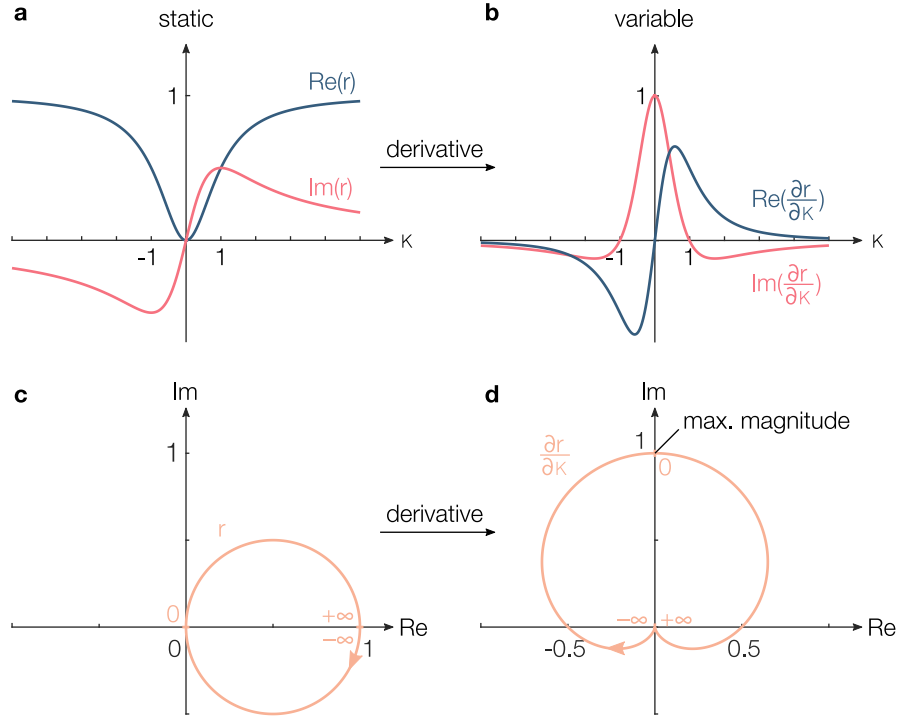 a
static
1
Re(r)
Im(r)
-1
1
K
derivative
b
variable
1
Re(∂r/∂K)
-1
1
K
Im(∂r/∂K)
c
Im
1
r
0
+∞
-∞
0
1
Re
derivative
d
Im
max. magnitude
1
0
∂r/∂K
-∞
+∞
-0.5
0.5
Re